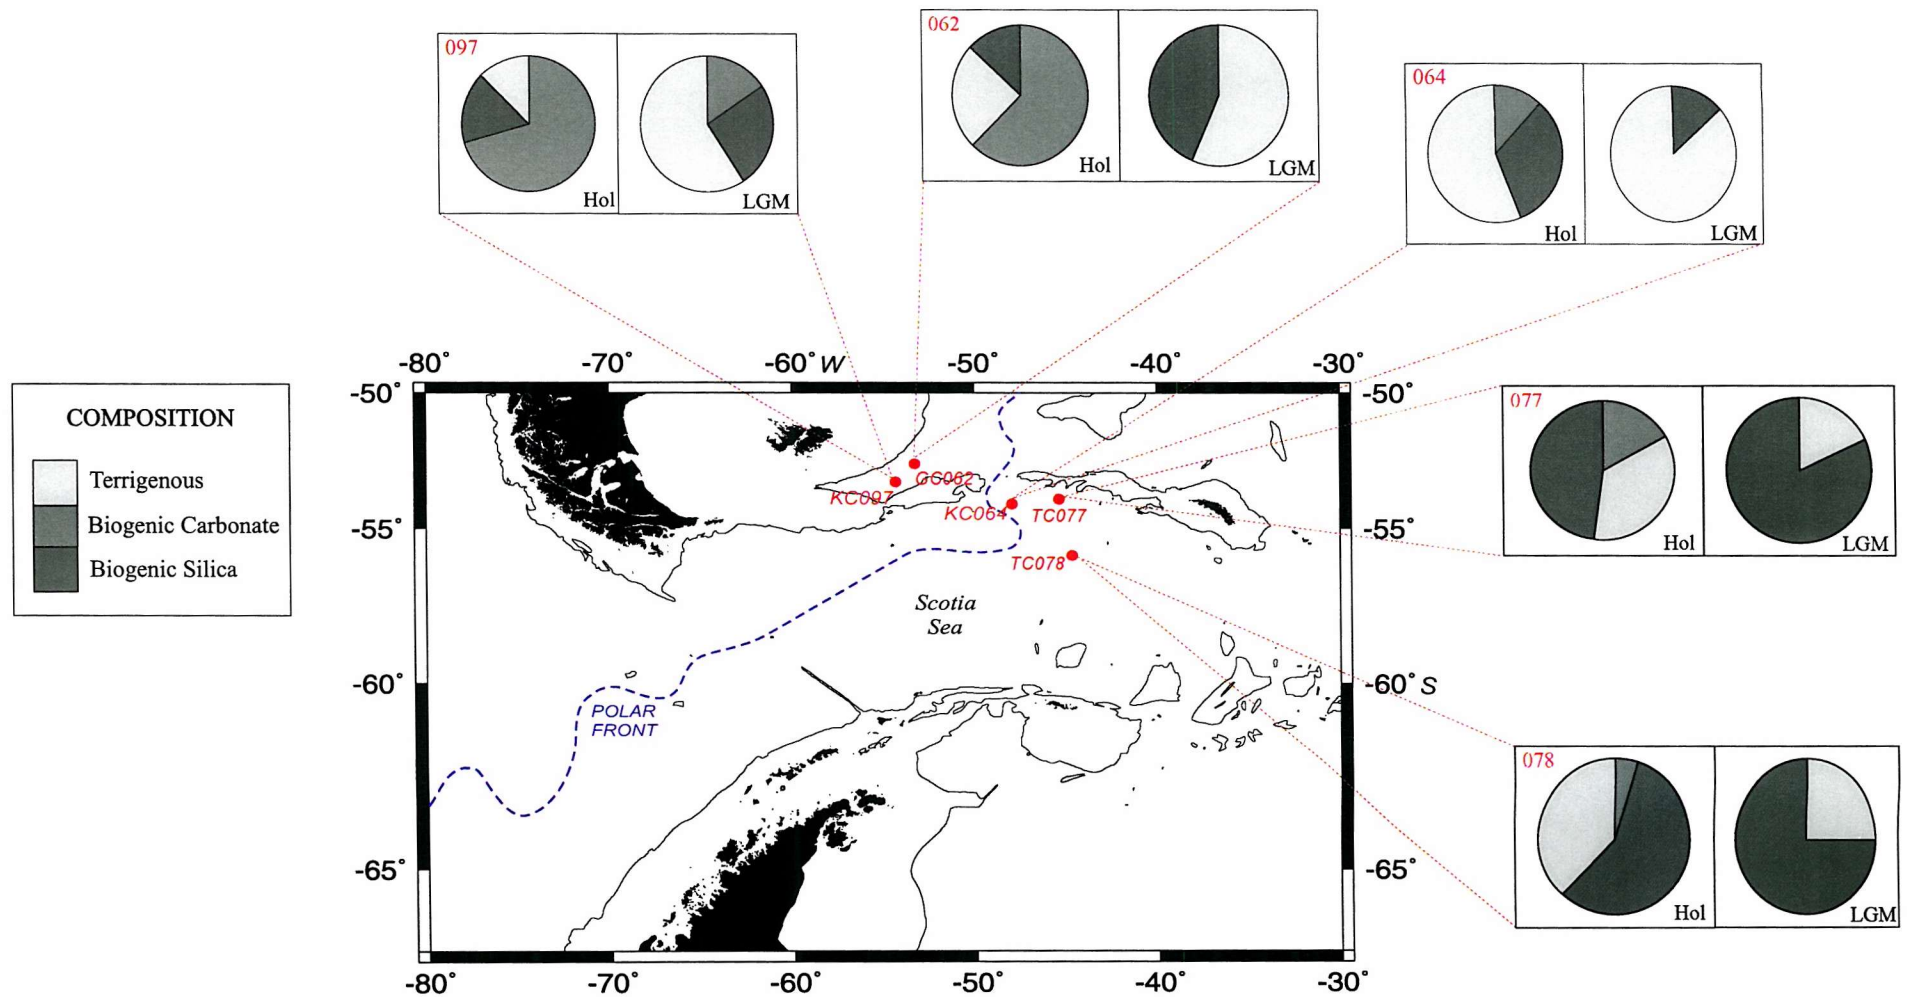 097
Hol
LGM
062
Hol
LGM
064
Hol
LGM
-80°
-70°
-60° W
-50°
-40°
-30°
-50°
-50°
COMPOSITION
Terrigenous
Biogenic Carbonate
Biogenic Silica
077
Hol
LGM
GC062
KC097
KC064
TC077
-55°
-55°
TC078
Scotia
Sea
-60°
-60° S
POLAR
FRONT
078
Hol
LGM
-65°
-65°
-80°
-70°
-60°
-50°
-40°
-30°